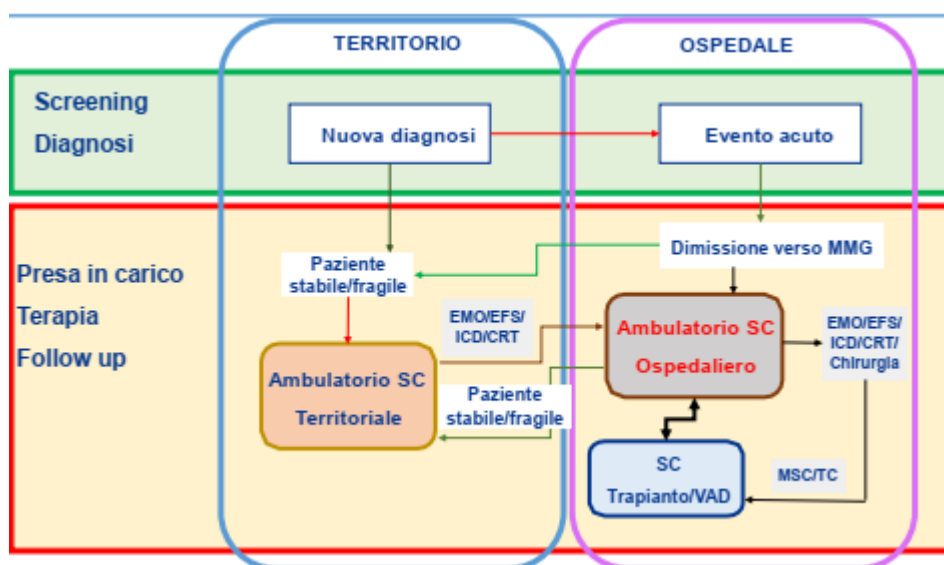 TERRITORIO
OSPEDALE
Screening
Diagnosi
Nuova diagnosi
Evento acuto
Presa in carico
Terapia
Follow up
Paziente
stabile/fragile
Dimissione verso MMG
EMO/EFS/
ICD/CRT
Ambulatorio SC
Ospedaliero
EMO/EFS/
ICD/CRT/
Chirurgia
Ambulatorio SC
Territoriale
Paziente
stabile/fragile
SC
Trapianto/VAD
MSC/TC